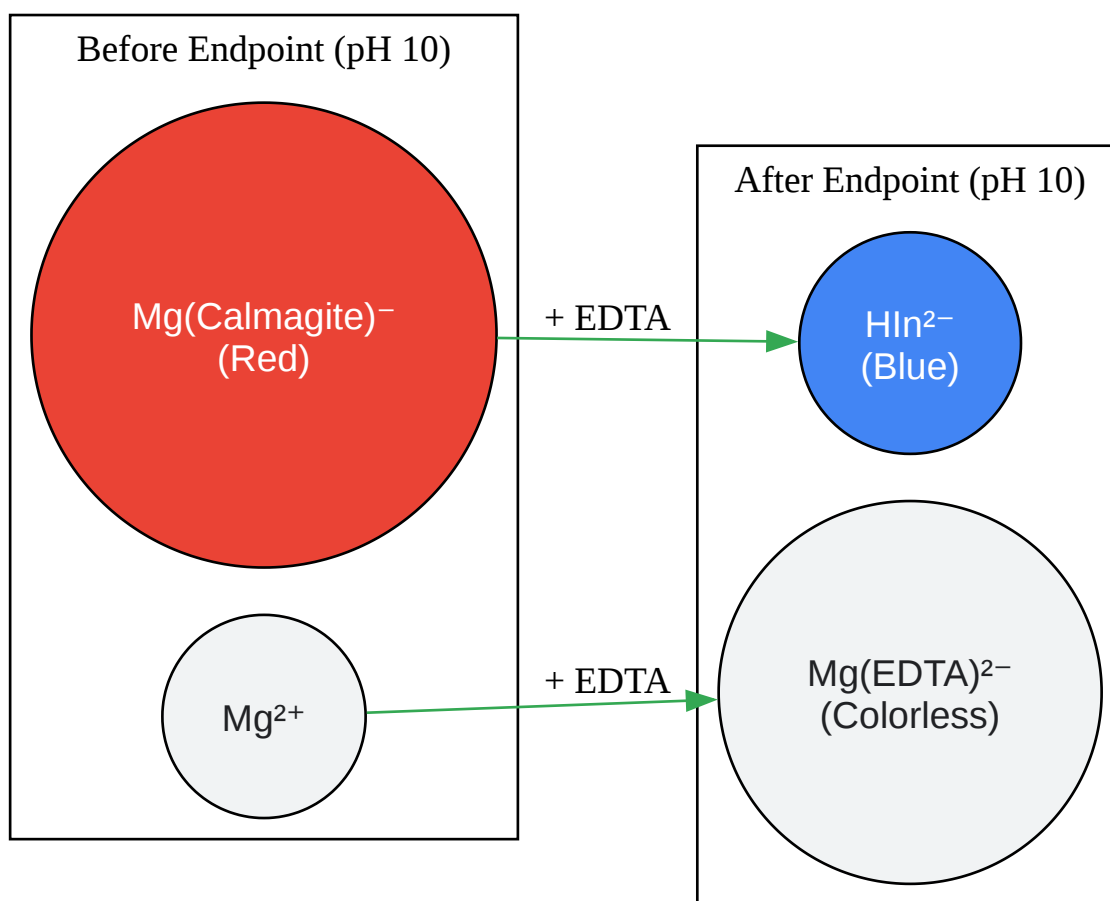 Before Endpoint (pH 10)
Mg(Calmagite)⁻
(Red)
Mg²⁺
+ EDTA
+ EDTA
After Endpoint (pH 10)
HIn²⁻
(Blue)
Mg(EDTA)²⁻
(Colorless)